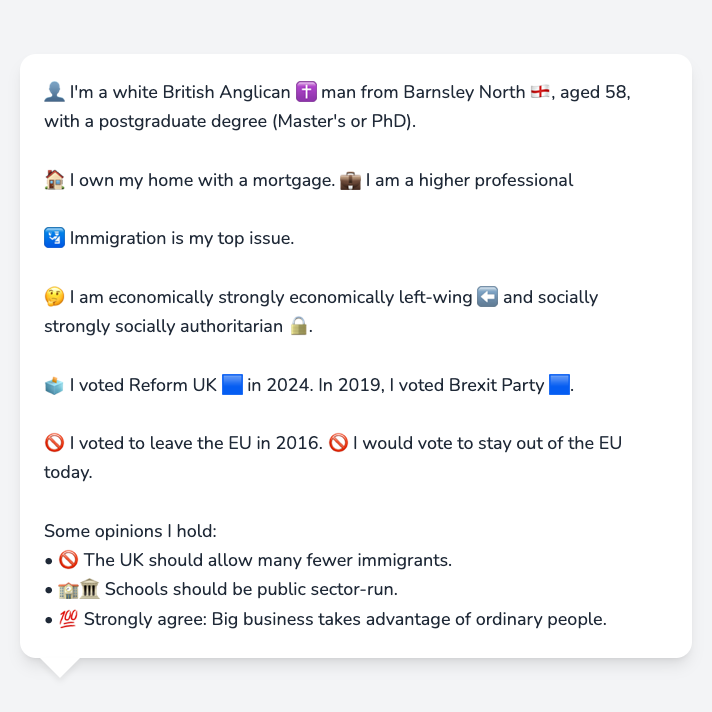 👤 I'm a white British Anglican ✝️ man from Barnsley North 🏴󠁧󠁢󠁥󠁮󠁧󠁿, aged 58,
with a postgraduate degree (Master's or PhD).
🏠 I own my home with a mortgage. 💼 I am a higher professional
🛂 Immigration is my top issue.
🤔 I am economically strongly economically left-wing ⬅️ and socially
strongly socially authoritarian 🔒.
🗳️ I voted Reform UK 🟦 in 2024. In 2019, I voted Brexit Party 🟦.
🚫 I voted to leave the EU in 2016. 🚫 I would vote to stay out of the EU
today.
Some opinions I hold:
• 🚫 The UK should allow many fewer immigrants.
• 🏫🏛️ Schools should be public sector-run.
• 💯 Strongly agree: Big business takes advantage of ordinary people.